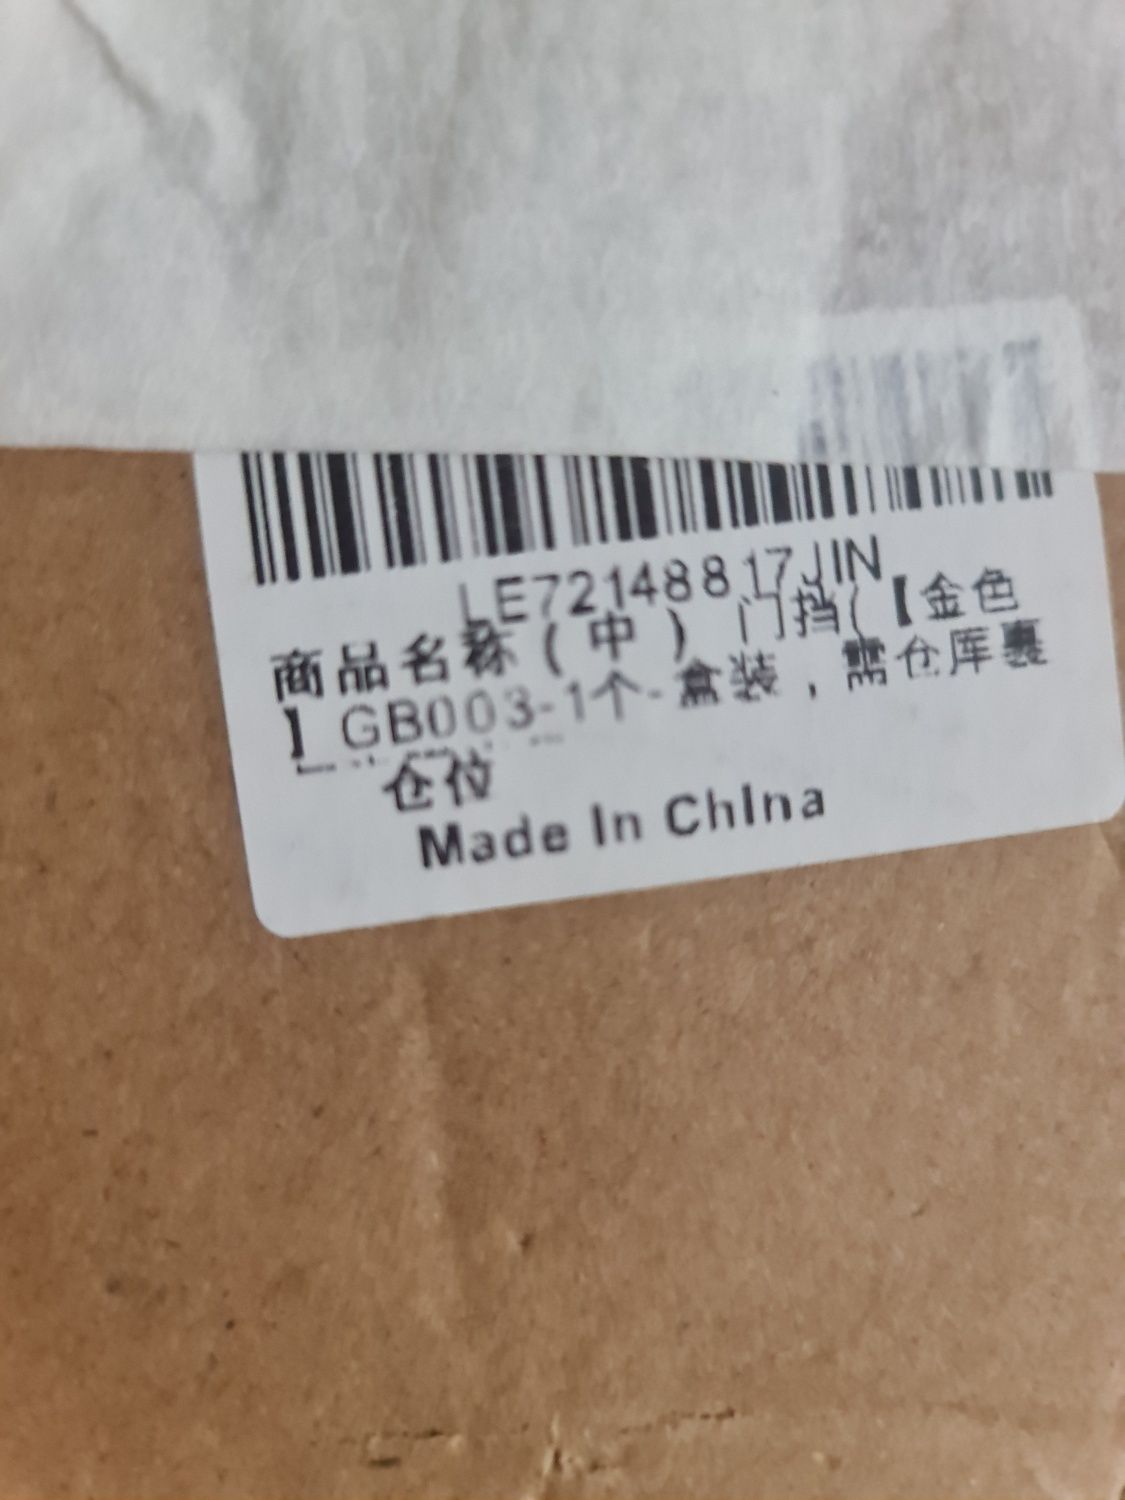 LE72148817JIN
商品名称(中) 门挡(【金色
】GB003-1个-盒装，需仓库裹
仓位
Made In ChIna